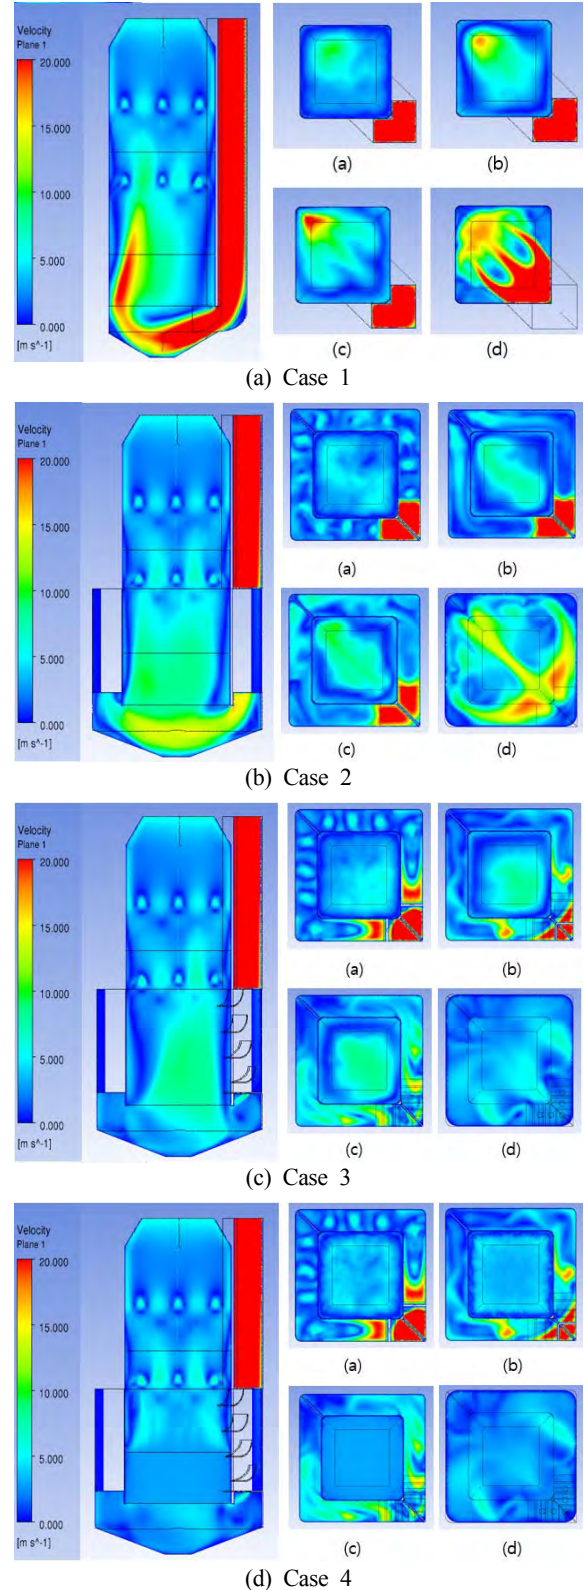 Velocity
Plane 1
20.000
15.000
10.000
5.000
0.000
[m s^-1]
(a)
(b)
(c)
(d)
(a) Case 1
Velocity
Plane 1
20.000
15.000
10.000
5.000
0.000
[m s^-1]
(a)
(b)
(c)
(d)
(b) Case 2
Velocity
Plane 1
20.000
15.000
10.000
5.000
0.000
[m s^-1]
(a)
(b)
(c)
(d)
(c) Case 3
Velocity
Plane 1
20.000
15.000
10.000
5.000
0.000
[m s^-1]
(a)
(b)
(c)
(d)
(d) Case 4